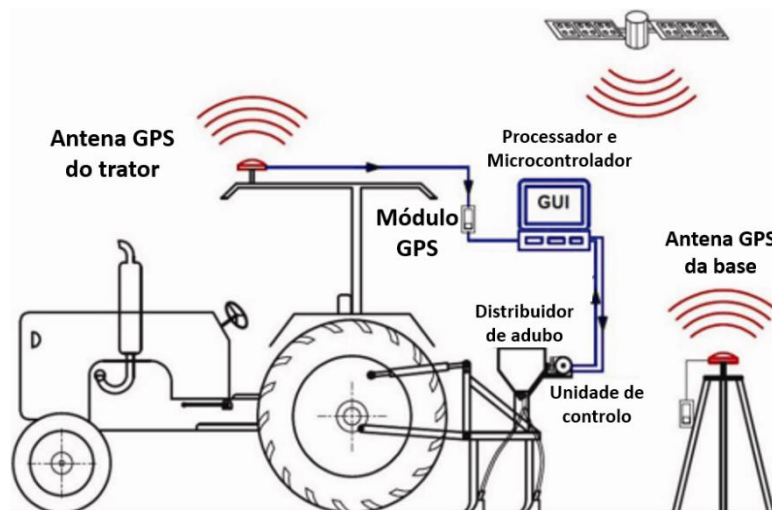 Antena GPS
do trator
Processador e
Microcontrolador
GUI
Módulo
GPS
Antena GPS
da base
Distribuidor
de adubo
Unidade de
controlo